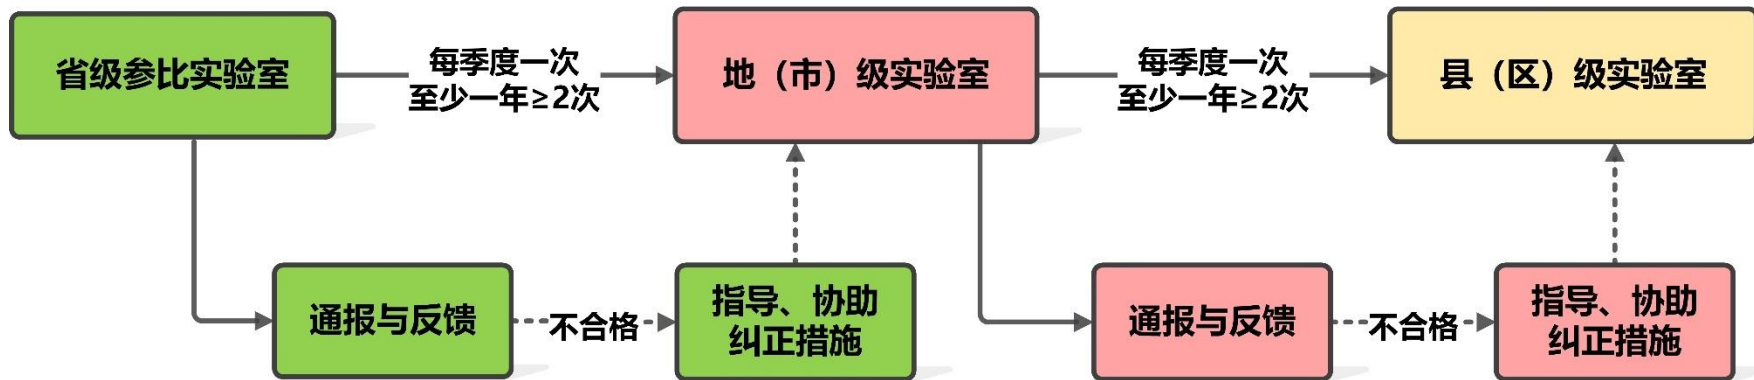 省级参比实验室
每季度一次
至少一年≥2次
地（市）级实验室
每季度一次
至少一年≥2次
县（区）级实验室
通报与反馈
不合格
指导、协助
纠正措施
通报与反馈
不合格
指导、协助
纠正措施